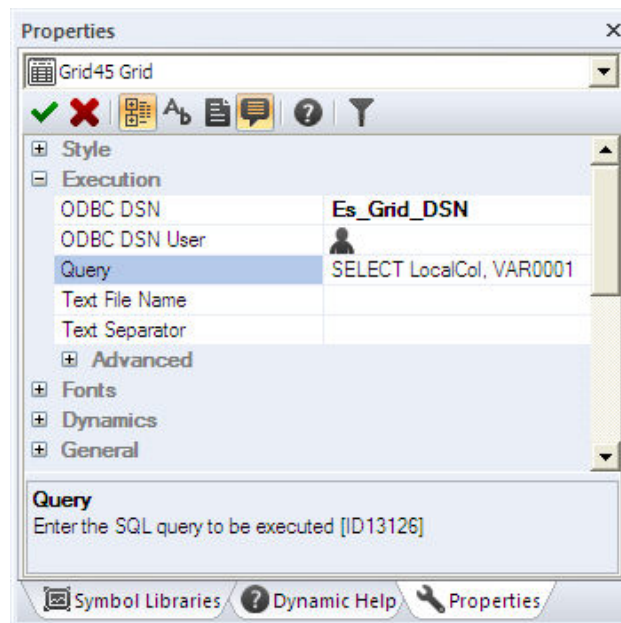 Properties
Grid45 Grid
Style
Execution
ODBC DSN Es_Grid_DSN
ODBC DSN User
Query SELECT LocalCol, VAR0001
Text File Name
Text Separator
Advanced
Fonts
Dynamics
General
Query
Enter the SQL query to be executed [ID13126]
Symbol Libraries Dynamic Help Properties